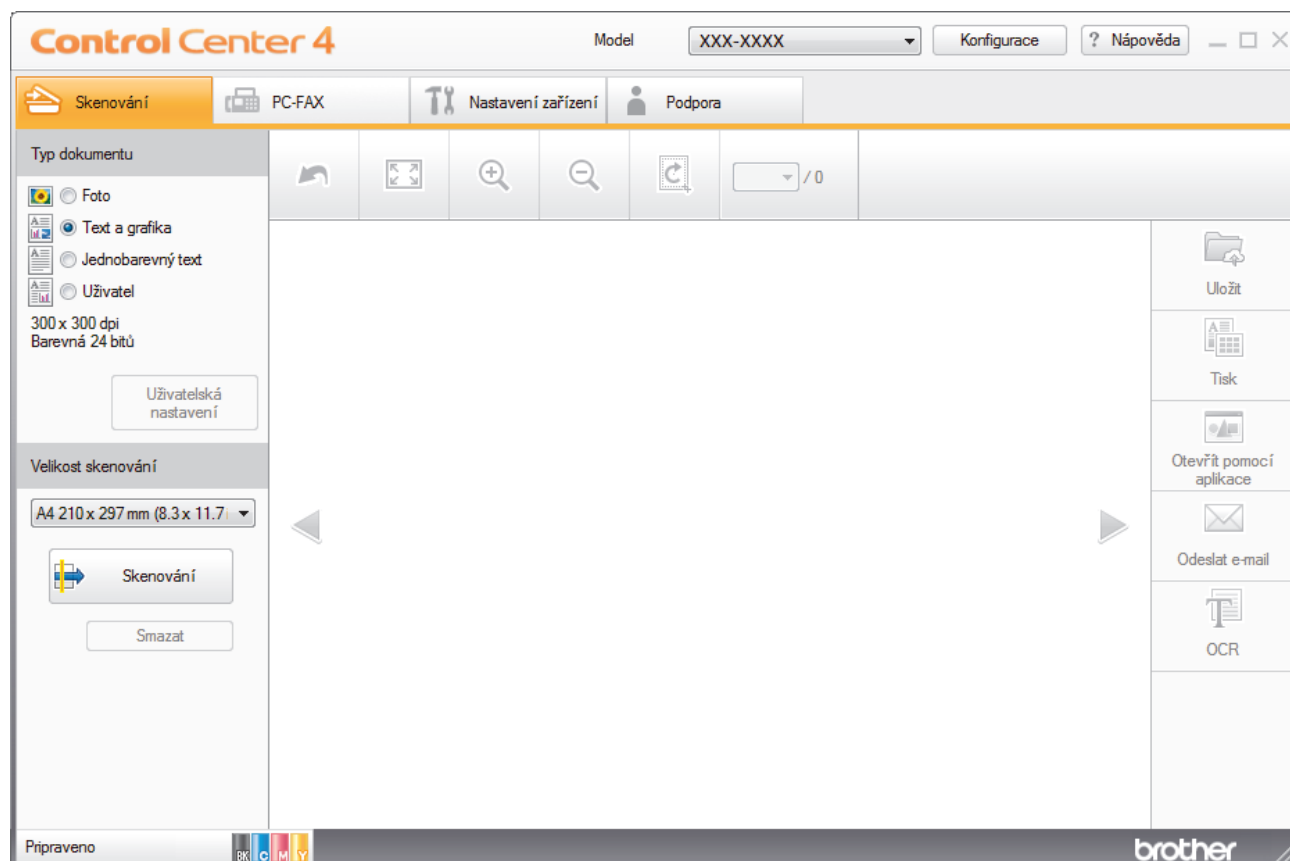 Control Center 4
Model
XXX-XXXX
Konfigurace
? Nápověda
Skenování
PC-FAX
Nastavení zařízení
Podpora
Typ dokumentu
Foto
Text a grafika
Jednobarevný text
Uživatel
300 x 300 dpi
Barevná 24 bitů
Uživatelská
nastavení
Velikost skenování
A4 210 x 297 mm (8.3 x 11.7
Skenování
Smazat
/ 0
Uložit
Tisk
Otevřít pomocí
aplikace
Odeslat e-mail
OCR
Pripraveno
BK C M Y
brother